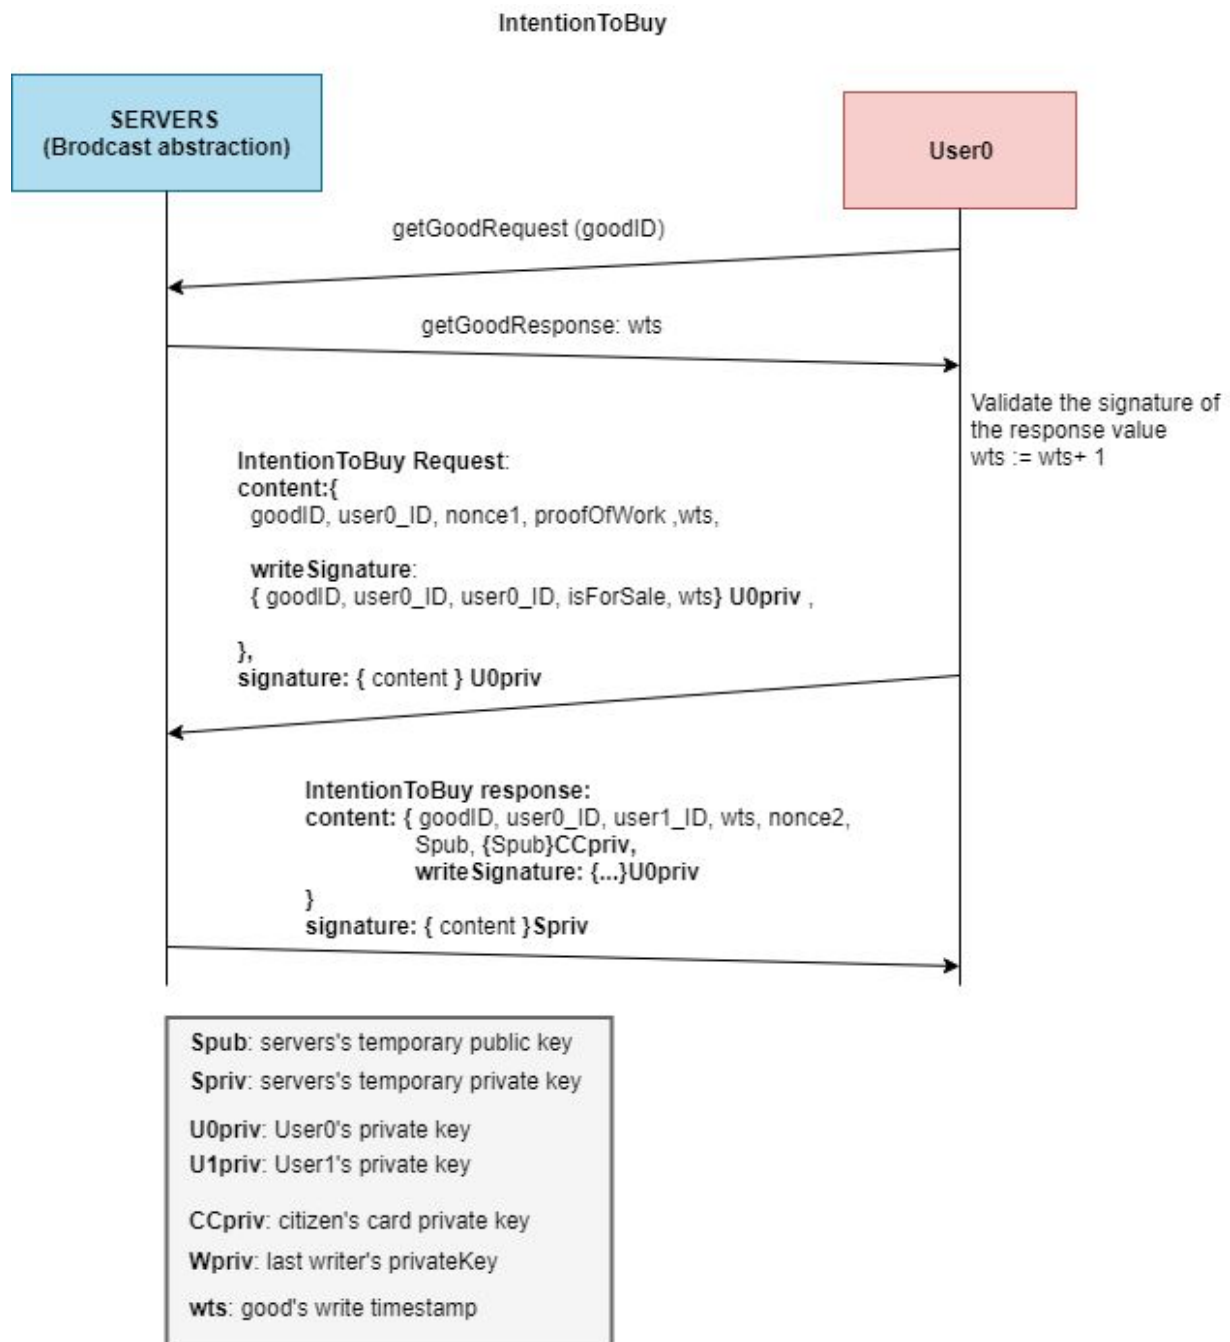 IntentionToBuy
SERVERS
(Brodcast abstraction)
User0
getGoodRequest (goodID)
getGoodResponse: wts
Validate the signature of
the response value
wts := wts+ 1
IntentionToBuy Request:
content:{
goodID, user0_ID, nonce1, proofOfWork ,wts,
writeSignature:
{ goodID, user0_ID, user0_ID, isForSale, wts} U0priv ,
},
signature: { content } U0priv
IntentionToBuy response:
content: { goodID, user0_ID, user1_ID, wts, nonce2,
Spub, {Spub}CCpriv,
writeSignature: {...}U0priv
}
signature: { content }Spriv
Spub: servers's temporary public key
Spriv: servers's temporary private key
U0priv: User0's private key
U1priv: User1's private key
CCpriv: citizen's card private key
Wpriv: last writer's privateKey
wts: good's write timestamp